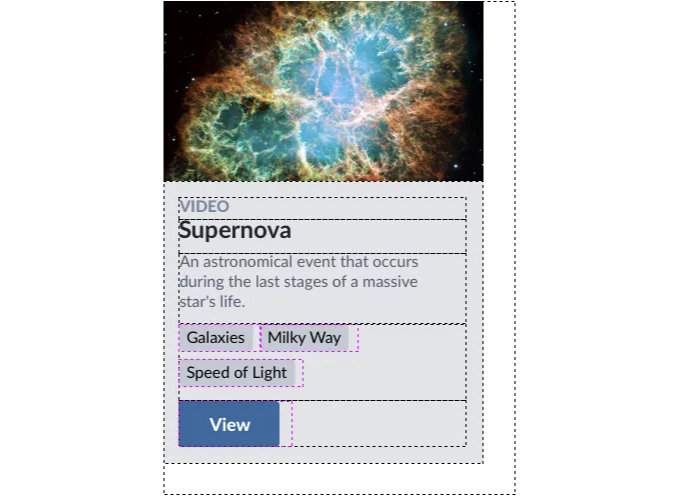 VIDEO
Supernova
An astronomical event that occurs
during the last stages of a massive
star's life.
Galaxies Milky Way
Speed of Light
View